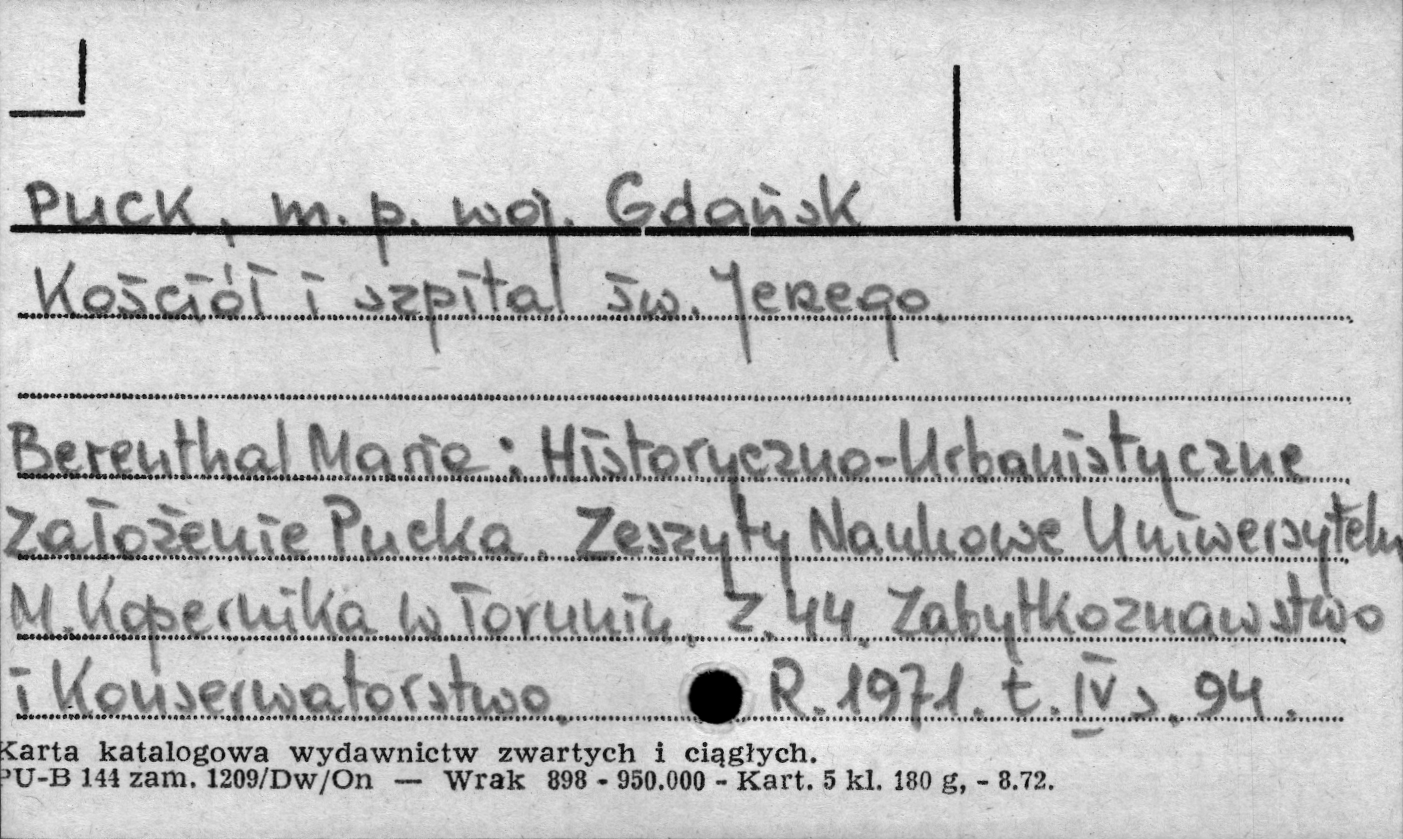 Puck, m. p. woj. Gdańsk
Kościół i szpital św. Jerzego.
Berenthal Maria: Historyczno-Urbanistyczne
Założenie Pucka. Zeszyty Naukowe Uniwersytetu
M. Kopernika w Toruniu, Z. 44. Zabytkoznawstwo
i Konserwatorstwo. R. 1971. t. IV s. 94.
Karta katalogowa wydawnictw zwartych i ciągłych.
PU-B 144 zam. 1209/Dw/On — Wrak 898 - 950.000 - Kart. 5 kl. 180 g, - 8.72.